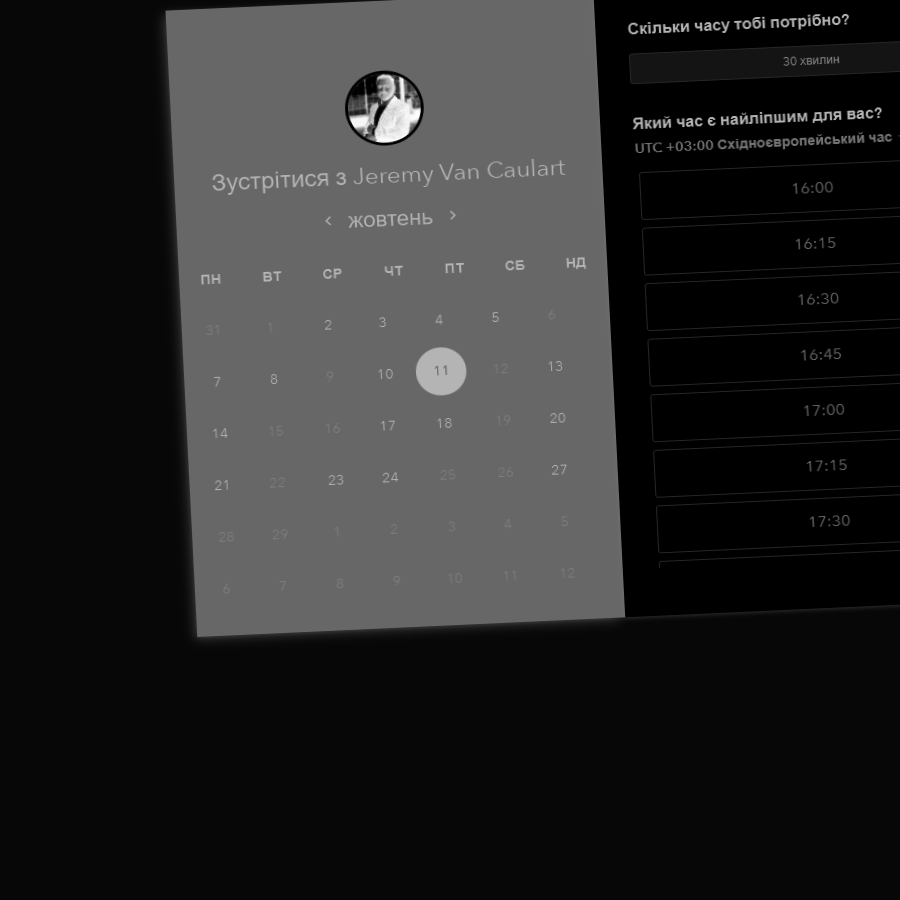 Зустрітися з Jeremy Van Caulart
‹ жовтень ›
ПН ВТ СР ЧТ ПТ СБ НД
31 1 2 3 4 5 6
7 8 9 10 11 12 13
14 15 16 17 18 19 20
21 22 23 24 25 26 27
28 29 1 2 3 4 5
6 7 8 9 10 11 12
Скільки часу тобі потрібно?
30 хвилин
Який час є найліпшим для вас?
UTC +03:00 Східноєвропейський час
16:00
16:15
16:30
16:45
17:00
17:15
17:30